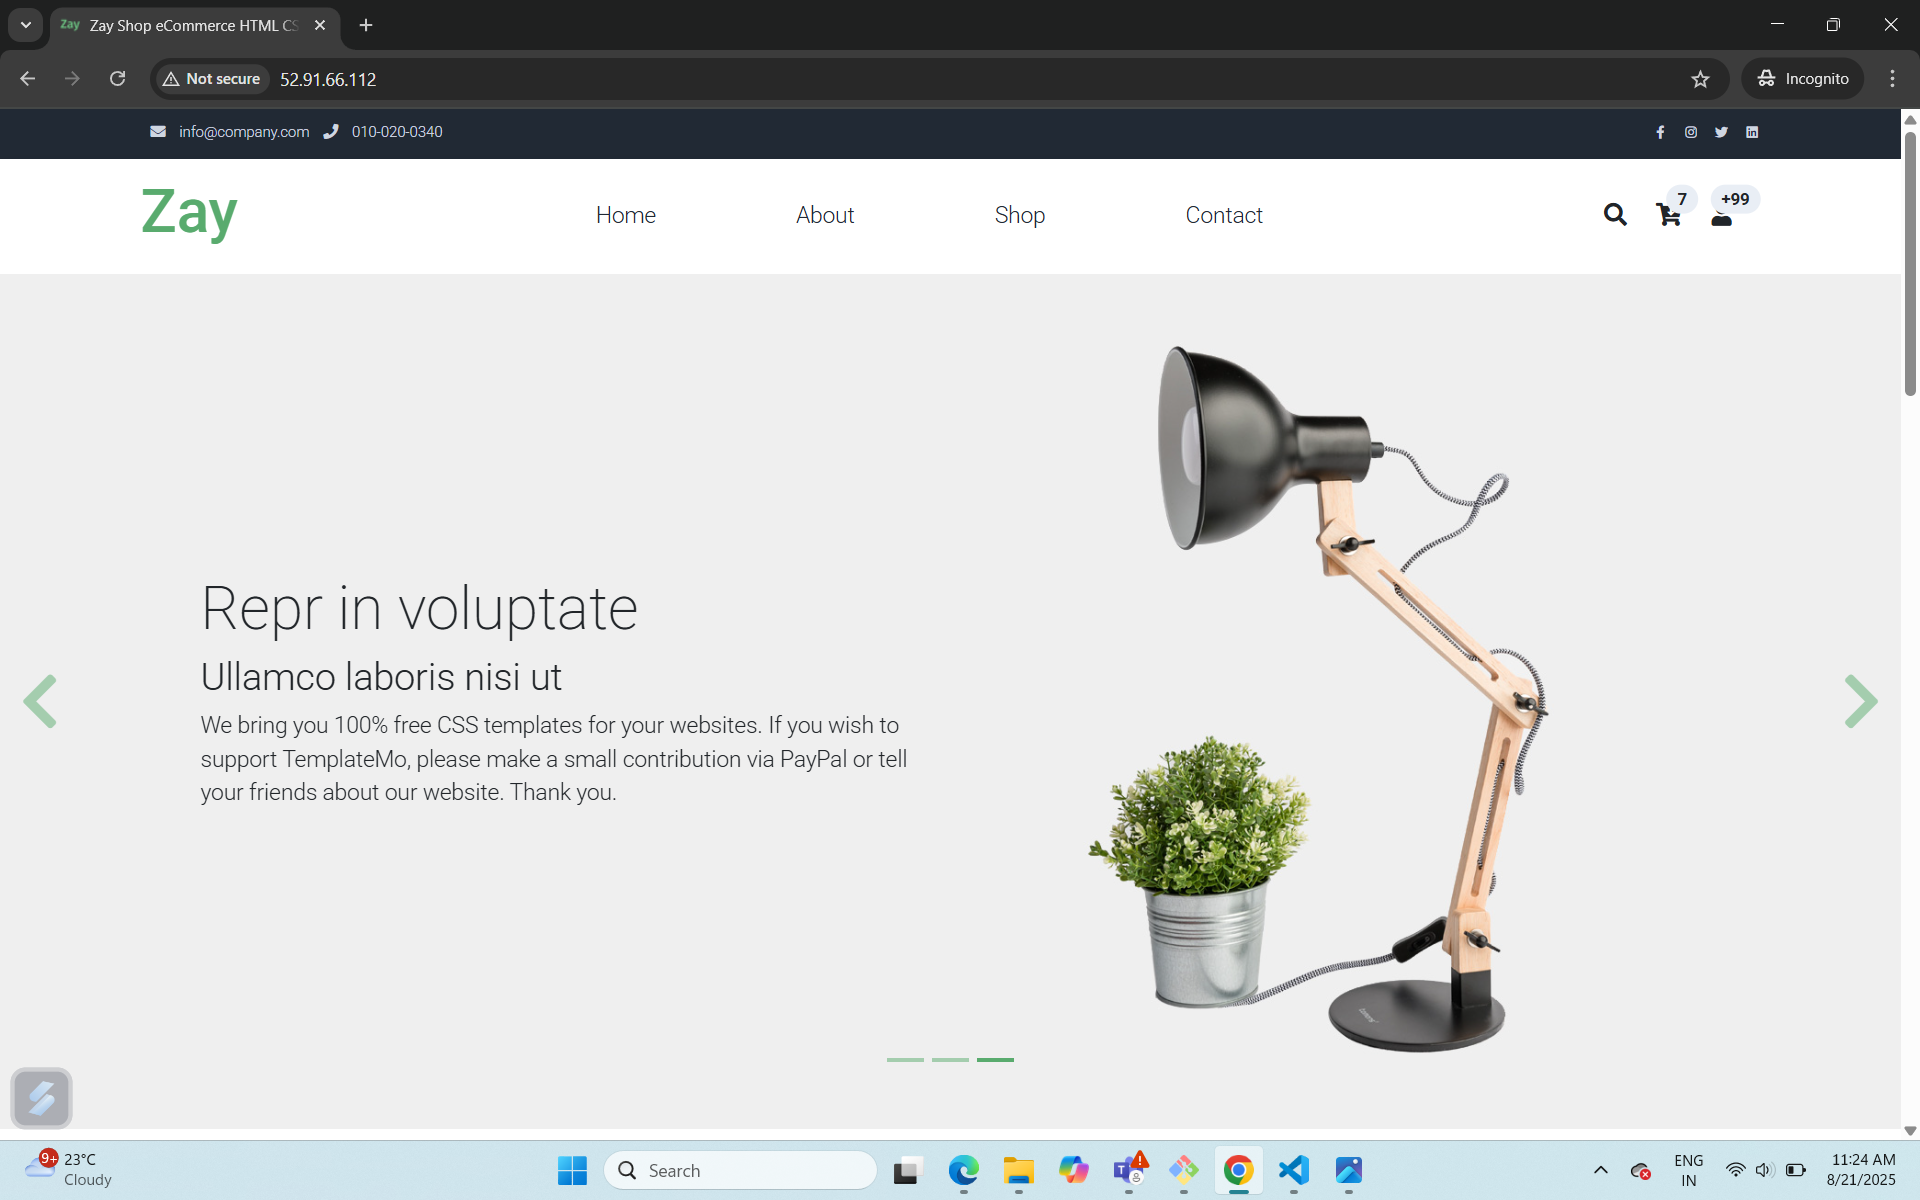 Zay
Zay Shop eCommerce HTML CS
Not secure
52.91.66.112
Incognito
info@company.com
010-020-0340
Zay
Home
About
Shop
Contact
7
+99
Repr in voluptate
Ullamco laboris nisi ut
We bring you 100% free CSS templates for your websites. If you wish to
support TemplateMo, please make a small contribution via PayPal or tell
your friends about our website. Thank you.
9+
23°C
Cloudy
Search
ENG
IN
11:24 AM
8/21/2025